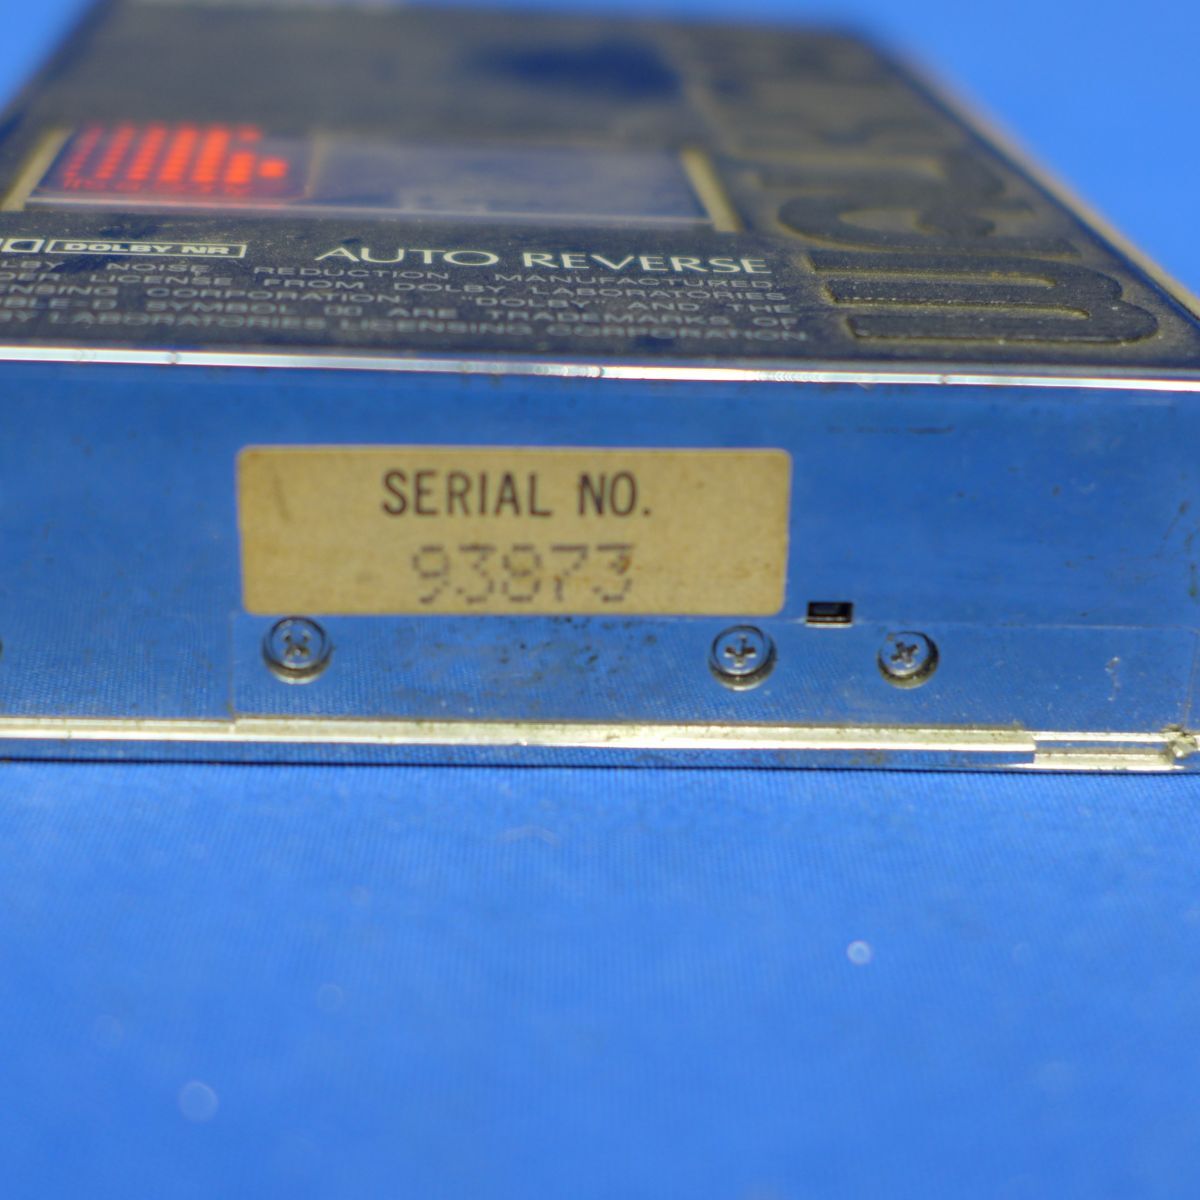 DOLBY NR AUTO REVERSE
NOISE REDUCTION MANUFACTURED
LICENSE FROM DOLBY LABORATORIES
CORPORATION "DOLBY" AND THE
SYMBOL ARE TRADEMARKS OF
LABORATORIES LICENSING CORPORATION
SERIAL NO.
93873